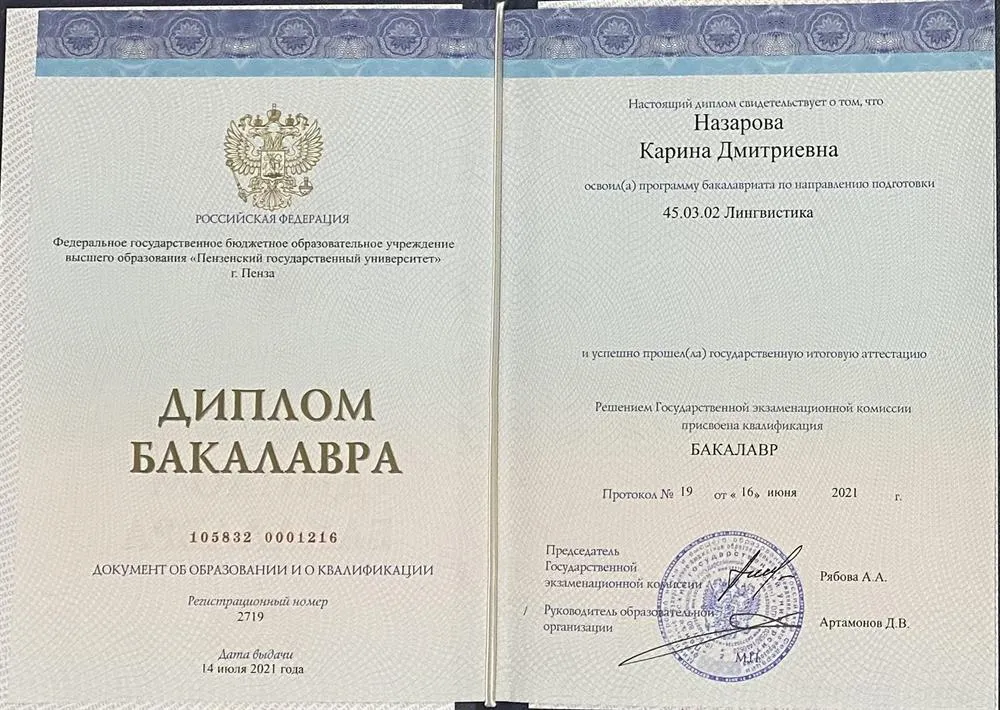 РОССИЙСКАЯ ФЕДЕРАЦИЯ
Федеральное государственное бюджетное образовательное учреждение
высшего образования «Пензенский государственный университет»
г. Пенза
ДИПЛОМ
БАКАЛАВРА
105832 0001216
ДОКУМЕНТ ОБ ОБРАЗОВАНИИ И О КВАЛИФИКАЦИИ
Регистрационный номер
2719
Дата выдачи
14 июля 2021 года
Настоящий диплом свидетельствует о том, что
Назарова
Карина Дмитриевна
освоил(а) программу бакалавриата по направлению подготовки
45.03.02 Лингвистика
и успешно прошел(ла) государственную итоговую аттестацию
Решением Государственной экзаменационной комиссии
присвоена квалификация
БАКАЛАВР
Протокол № 19 от « 16» июня 2021 г.
Председатель
Государственной
экзаменационной комиссии
Рябова А.А.
Руководитель образовательной
организации
Артамонов Д.В.
М.П.